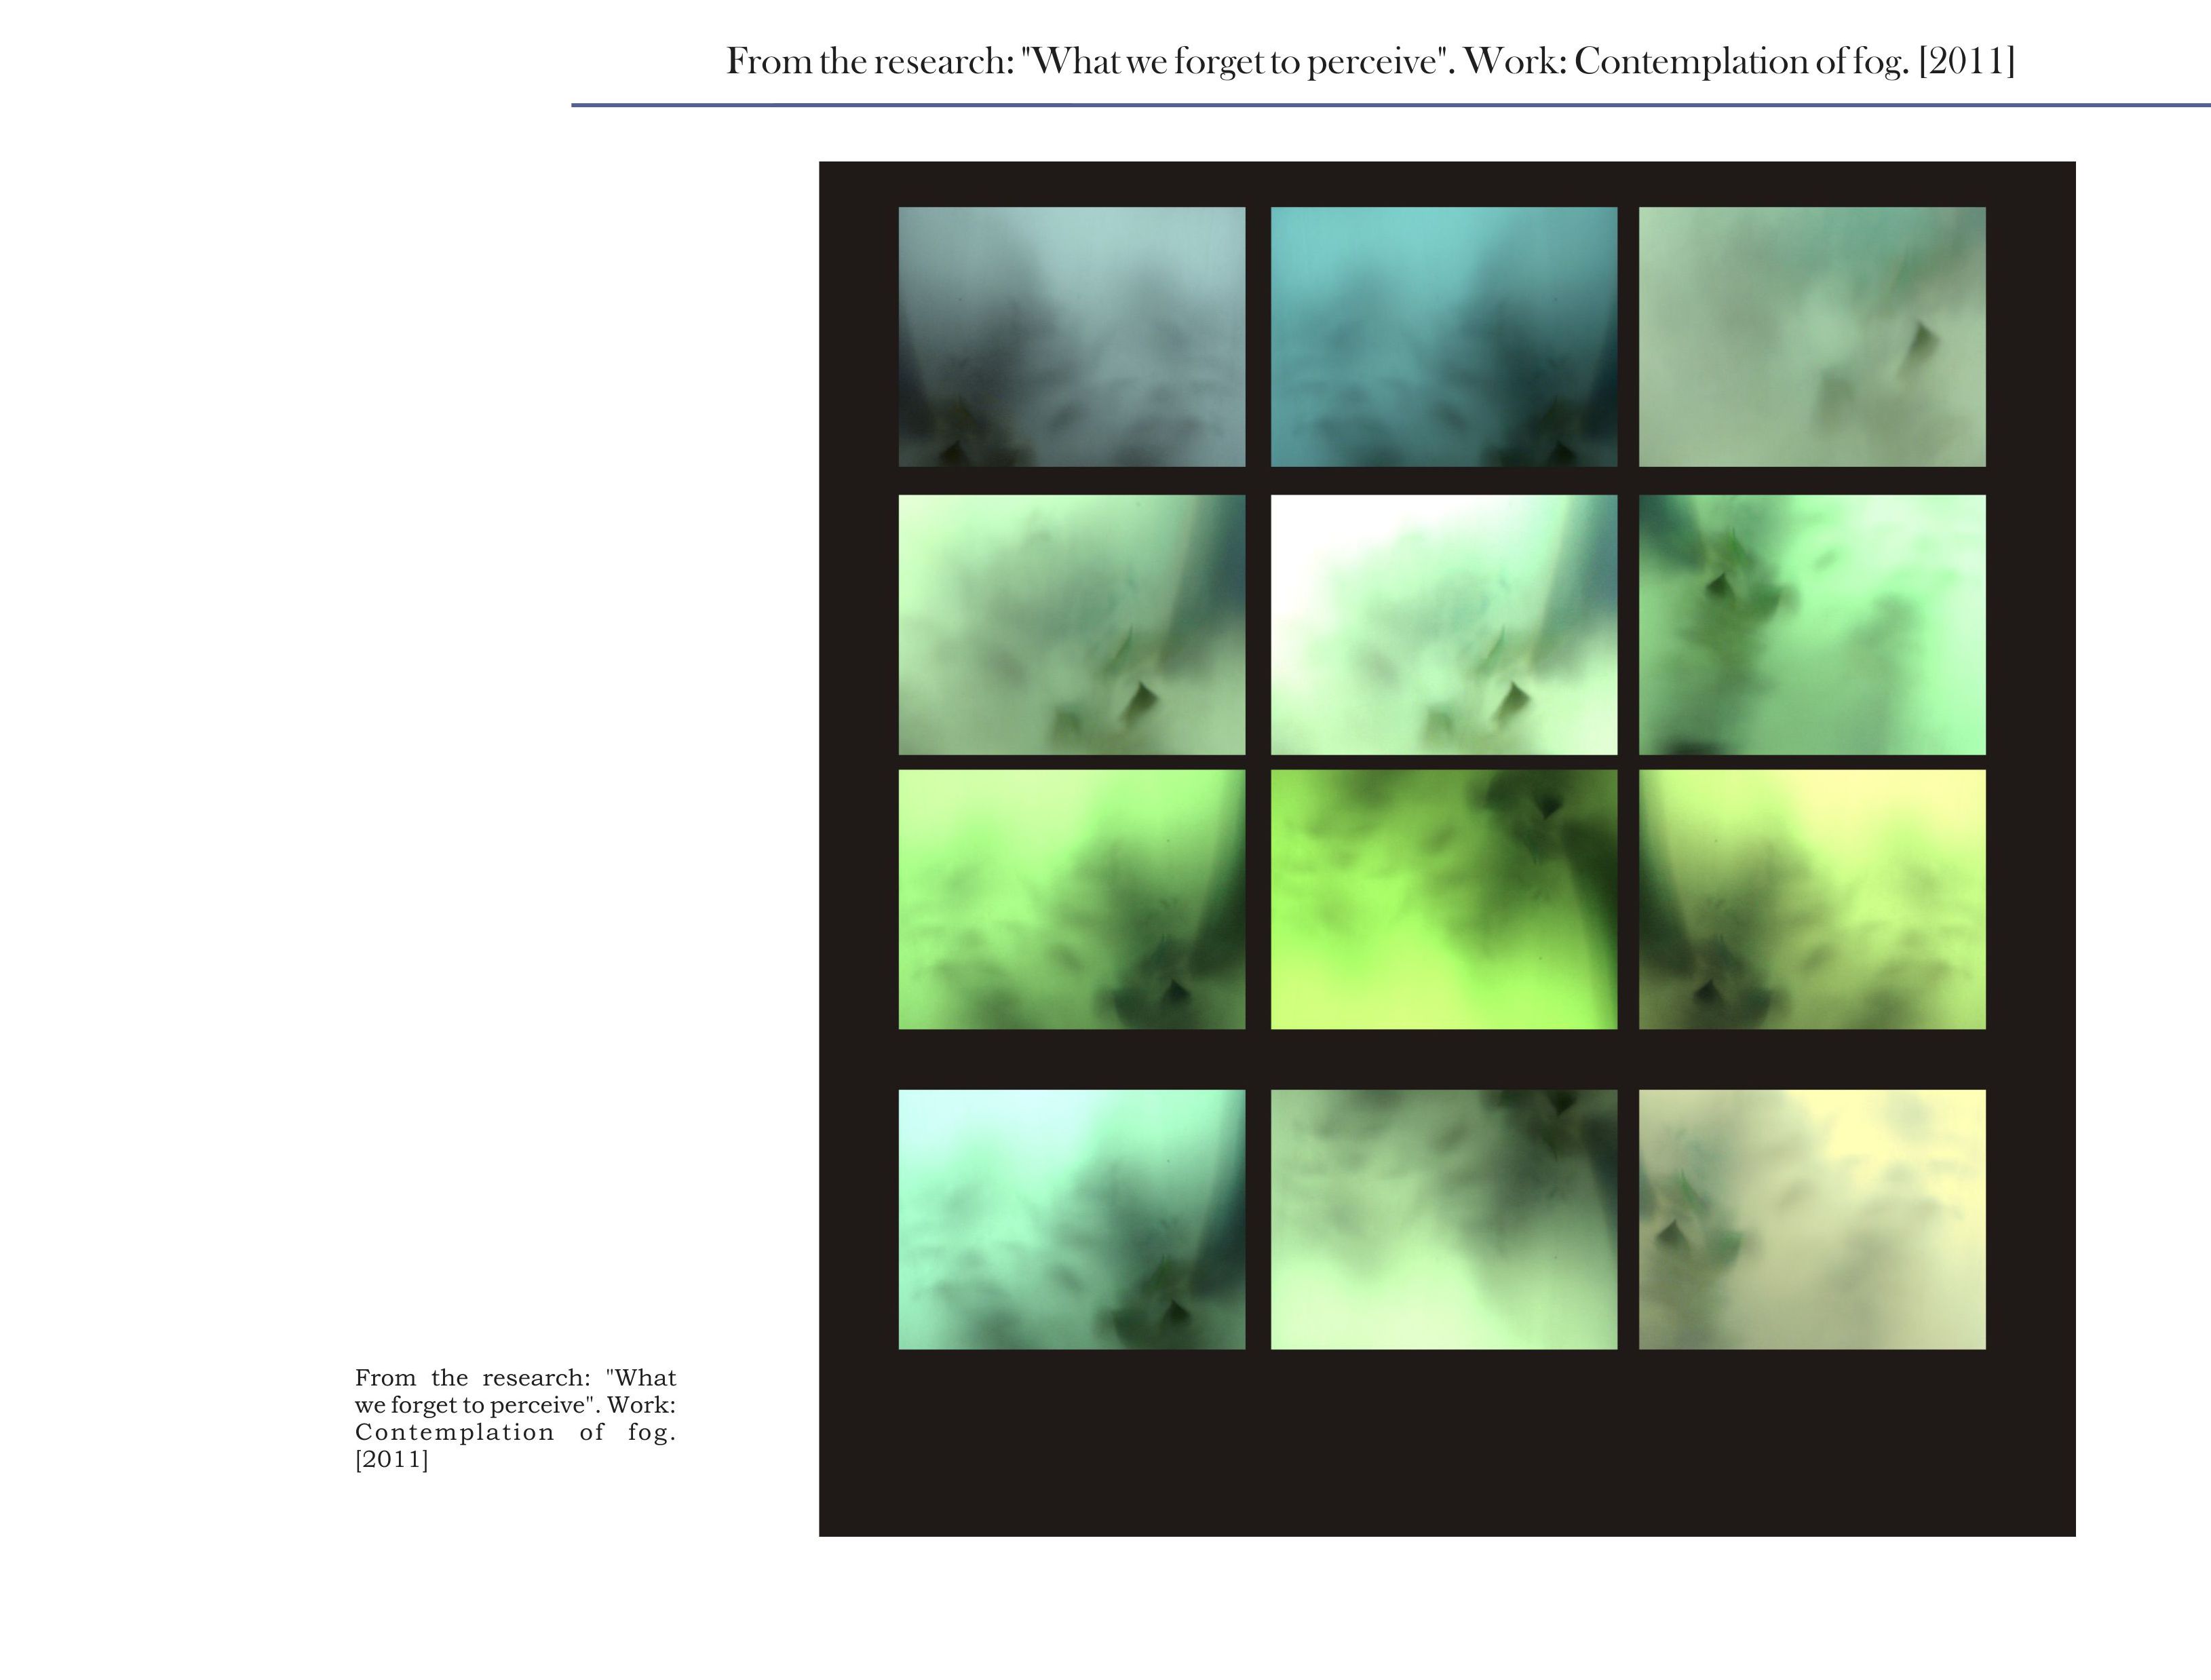 From the research: "What we forget to perceive". Work: Contemplation of fog. [2011]
From the research: "What
we forget to perceive". Work:
Contemplation of fog.
[2011]